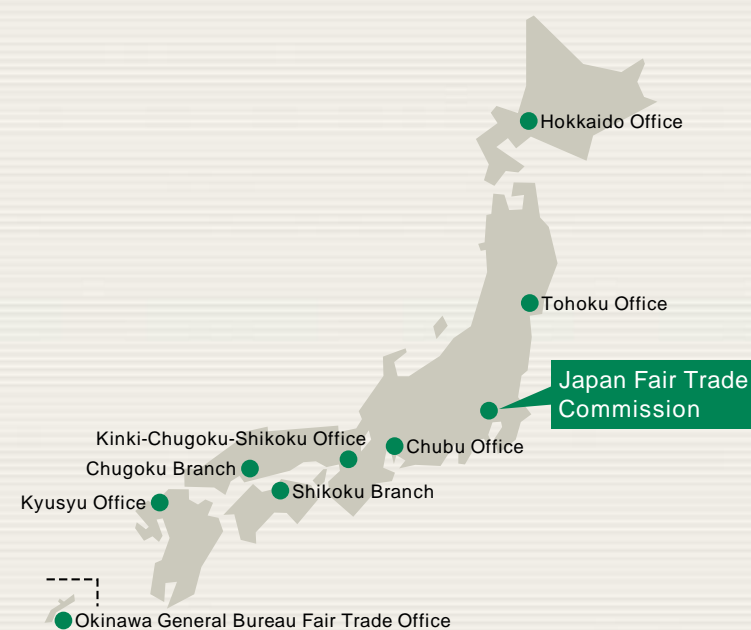 Hokkaido Office
Tohoku Office
Japan Fair Trade
Commission
Kinki-Chugoku-Shikoku Office
Chubu Office
Chugoku Branch
Shikoku Branch
Kyusyu Office
Okinawa General Bureau Fair Trade Office